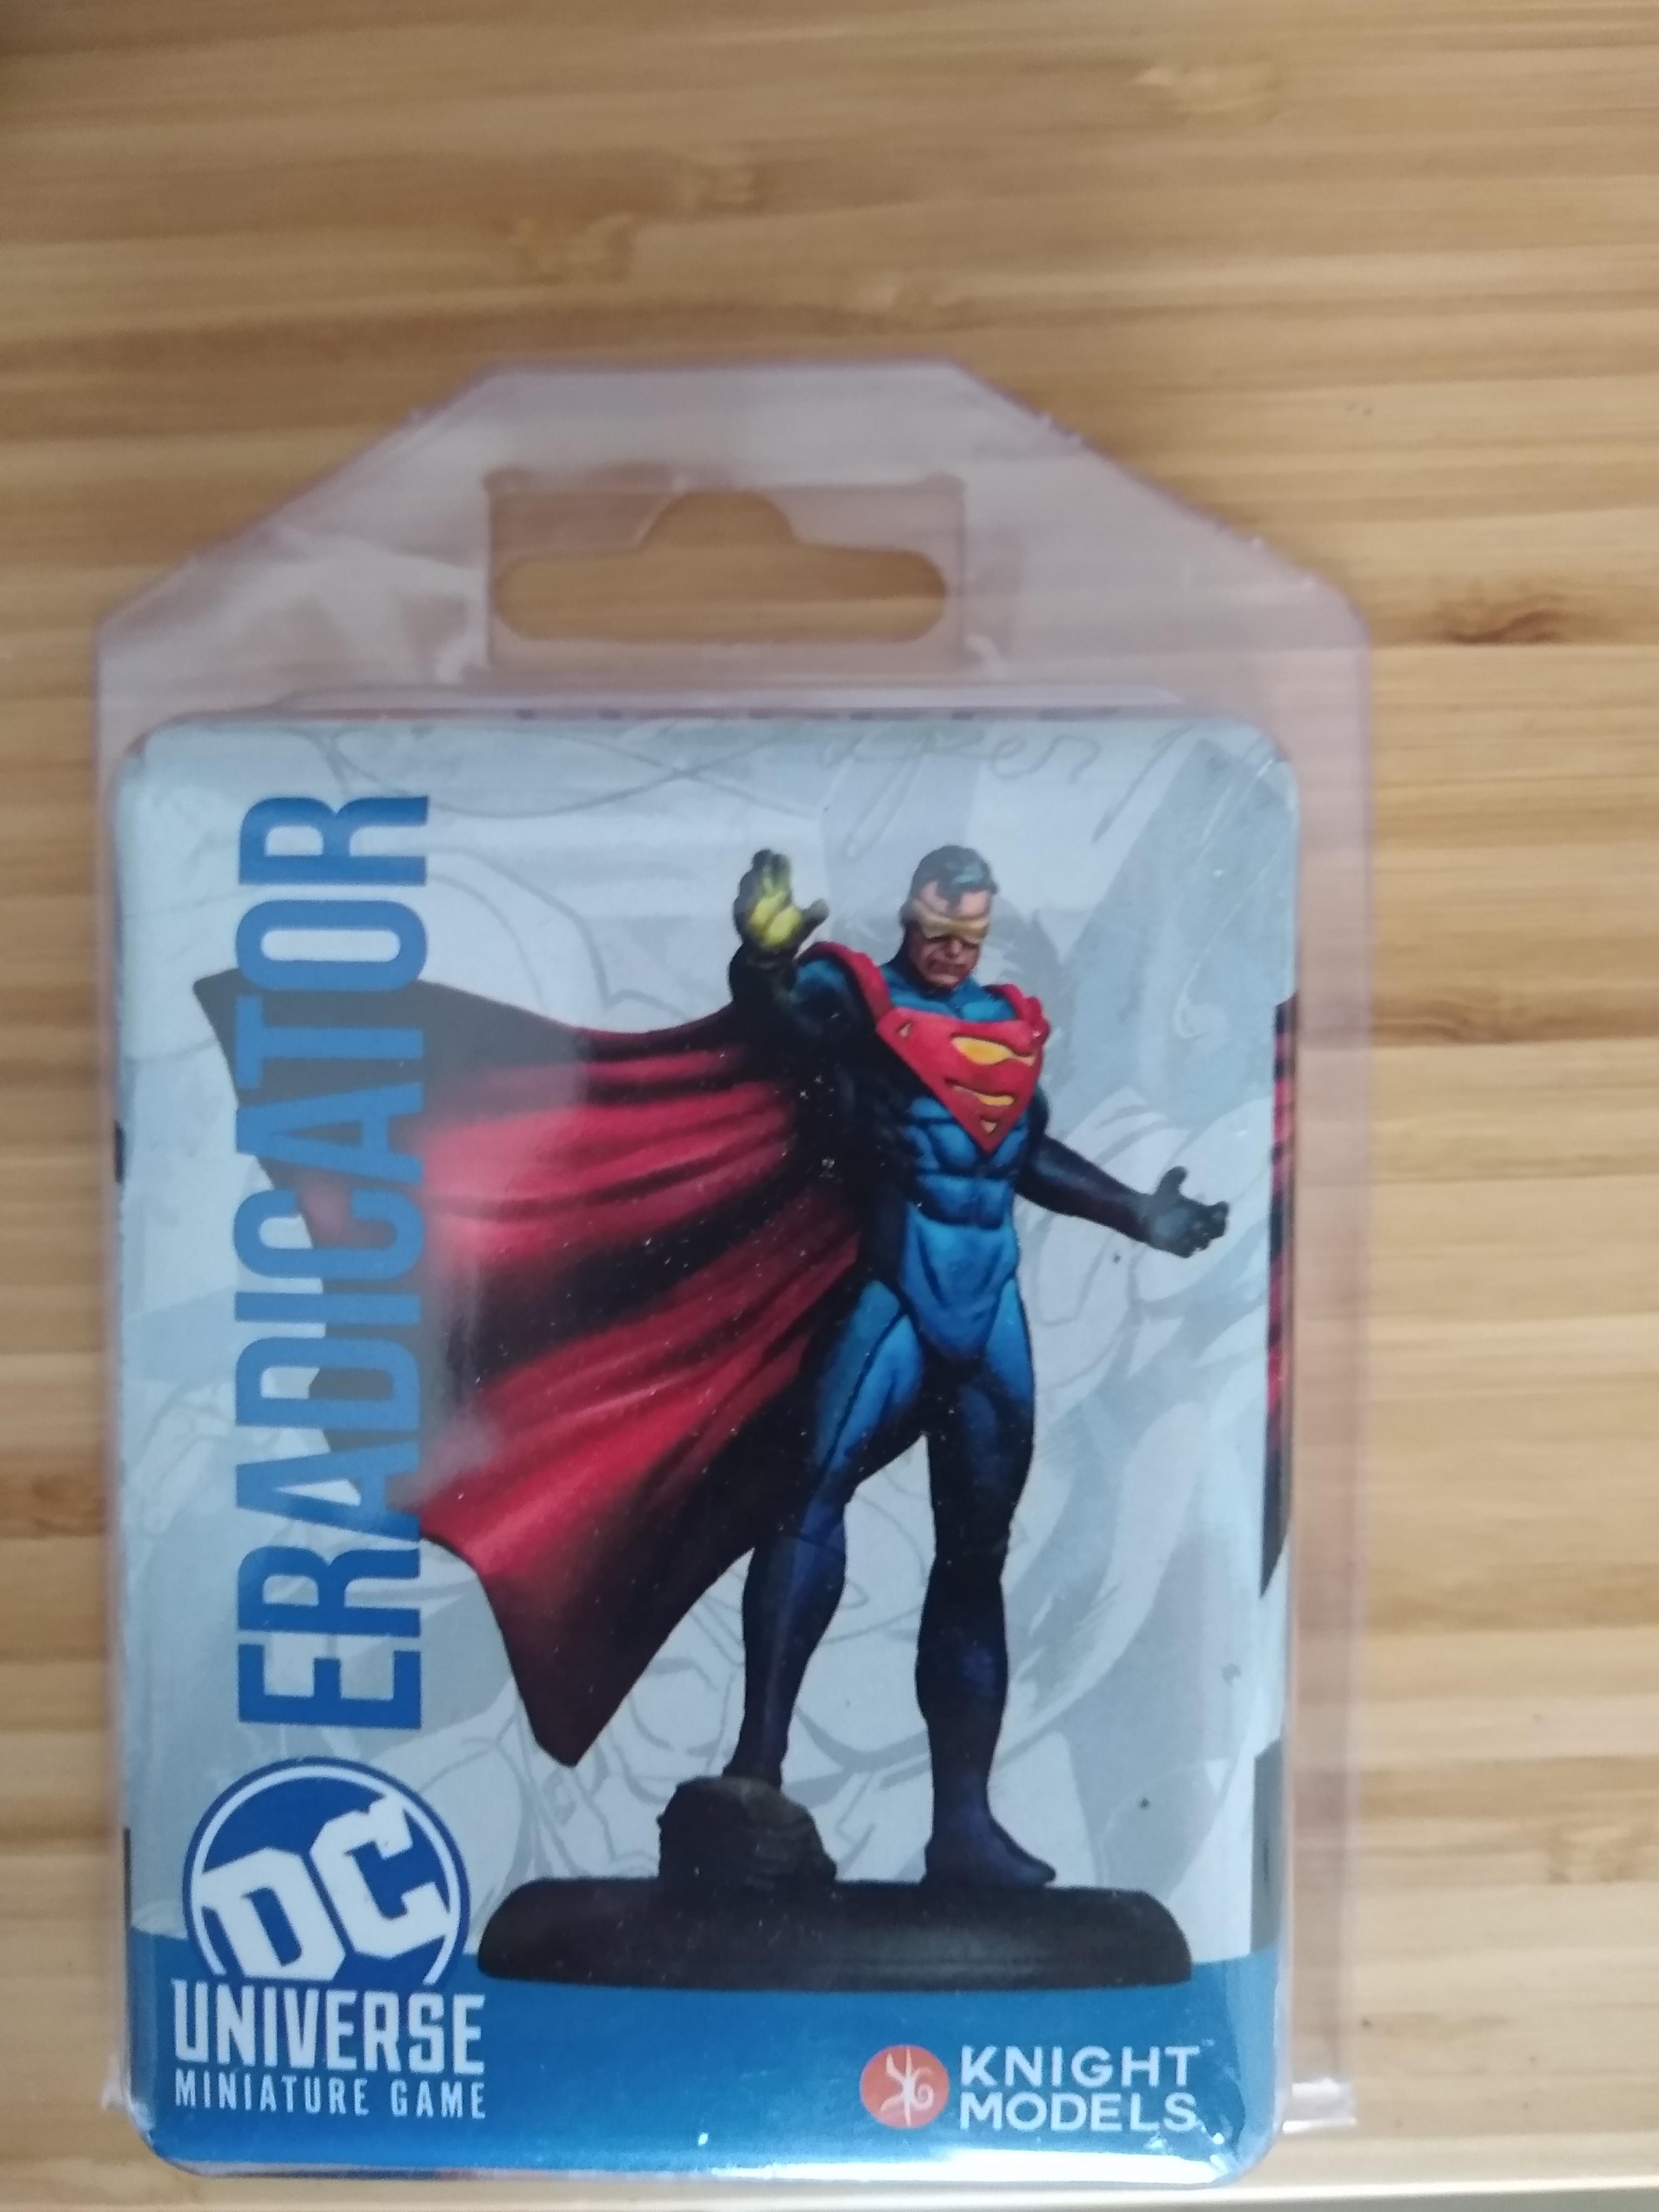 ERADICATOR
DC
UNIVERSE
MINIATURE GAME
KNIGHT
MODELS